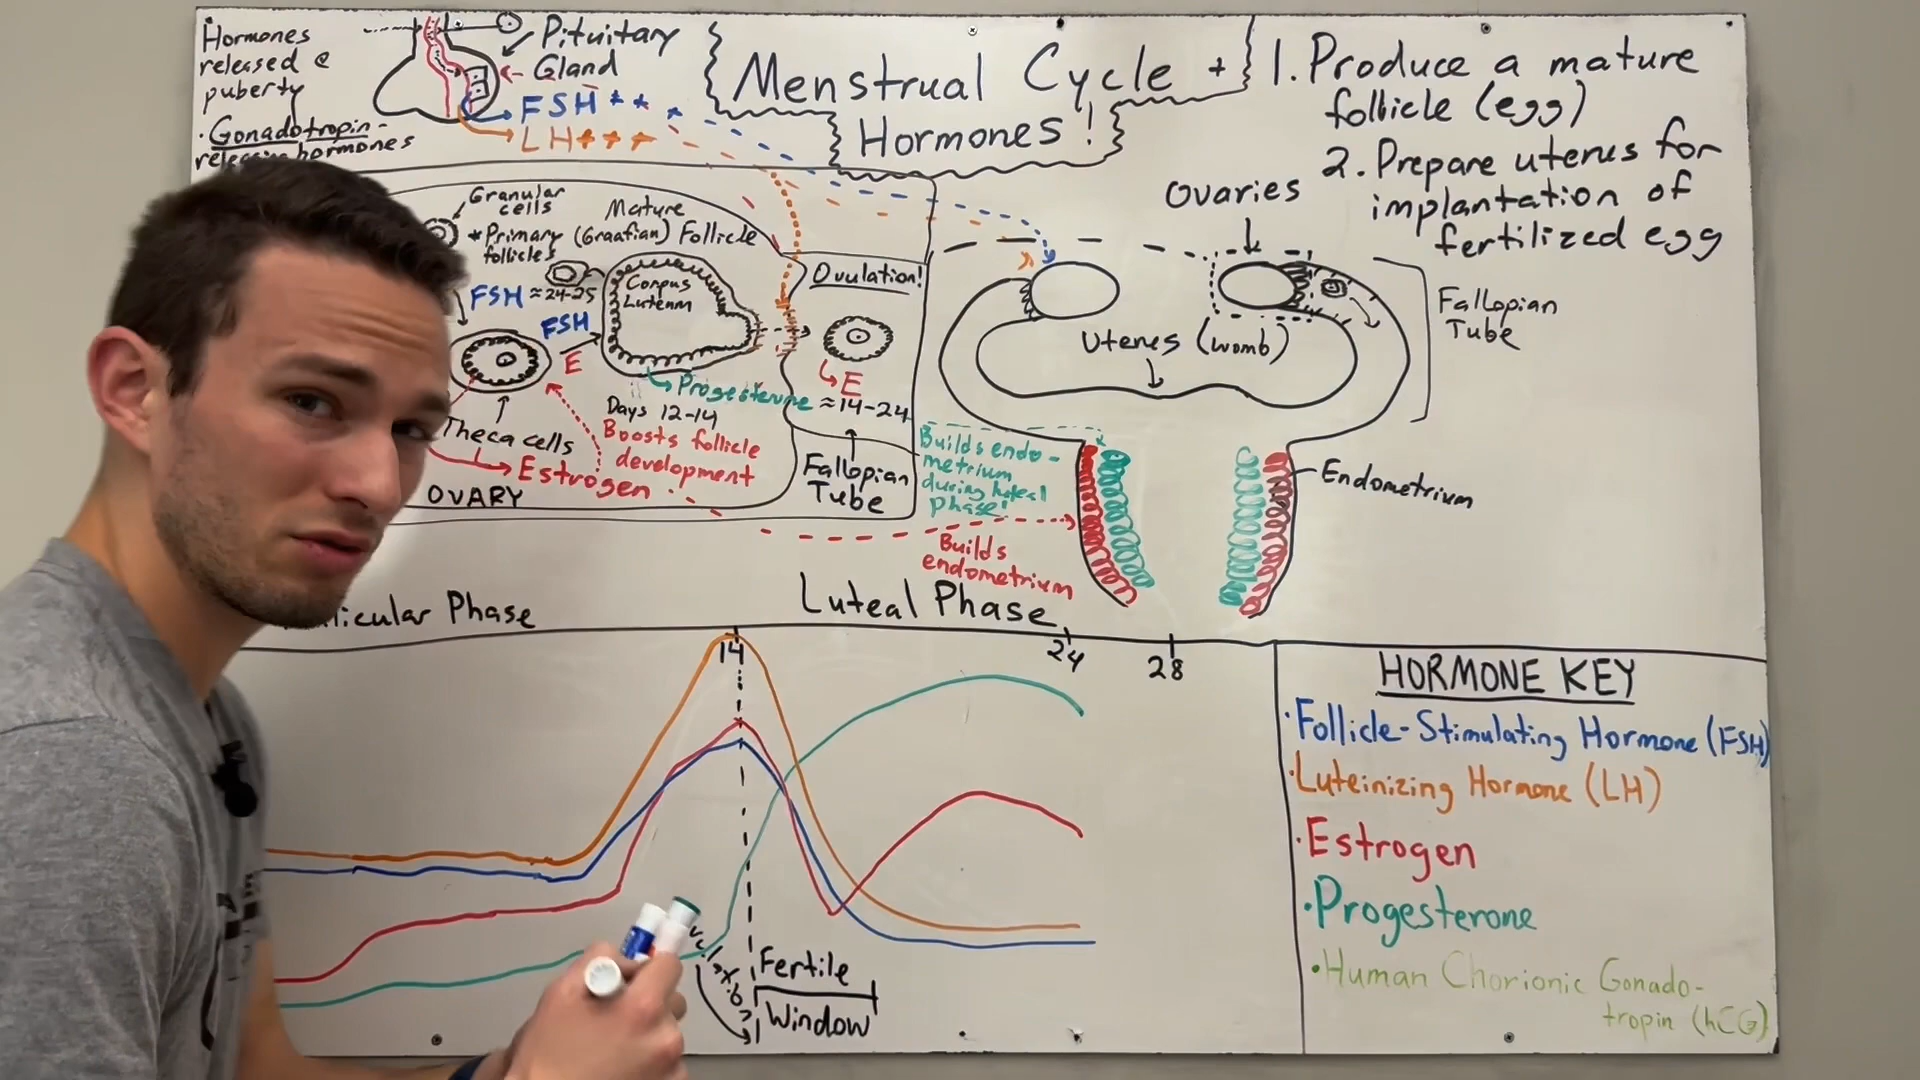 Hormones
released @
puberty
· Gonadotropin-
releasing hormones
Pituitary
Gland
FSH
LH
Menstrual Cycle +
Hormones!
1. Produce a mature
follicle (egg)
2. Prepare uterus for
implantation of
fertilized egg
Granular
cells
*Primary
follicles
Mature
(Graafian) Follicle
FSH ≈24-25
Corpus
Luteum
FSH
E
Progesterone
Days 12-14
Boosts follicle
development
Theca cells
Estrogen
OVARY
Ovulation!
E
≈14-24
Fallopian
Tube
Ovaries
Uterus (womb)
Fallopian
Tube
Builds endo-
metrium
during luteal
phase!
Builds
endometrium
Endometrium
icular Phase
Luteal Phase
14
24
28
Fertile
Window
HORMONE KEY
· Follicle-Stimulating Hormone (FSH)
· Luteinizing Hormone (LH)
· Estrogen
· Progesterone
· Human Chorionic Gonado-
tropin (hCG)